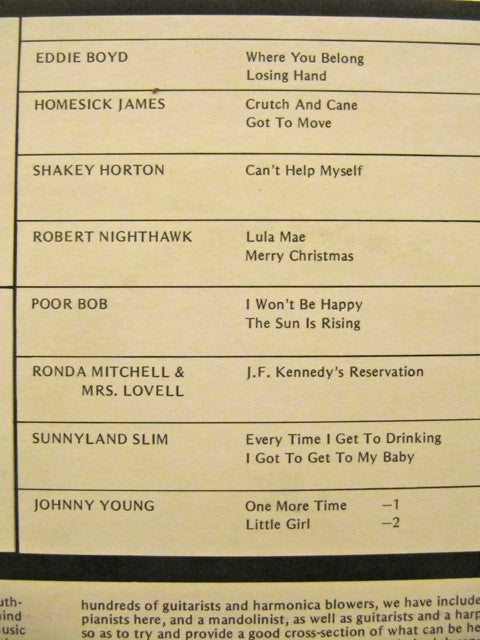 EDDIE BOYD Where You Belong
Losing Hand
HOMESICK JAMES Crutch And Cane
Got To Move
SHAKEY HORTON Can't Help Myself
ROBERT NIGHTHAWK Lula Mae
Merry Christmas
POOR BOB I Won't Be Happy
The Sun Is Rising
RONDA MITCHELL & J.F. Kennedy's Reservation
MRS. LOVELL
SUNNYLAND SLIM Every Time I Get To Drinking
I Got To Get To My Baby
JOHNNY YOUNG One More Time –1
Little Girl –2
uth-
ind
usic
hundreds of guitarists and harmonica blowers, we have include
pianists here, and a mandolinist, as well as guitarists and a harp
so as to try and provide a good cross-section of what can be he